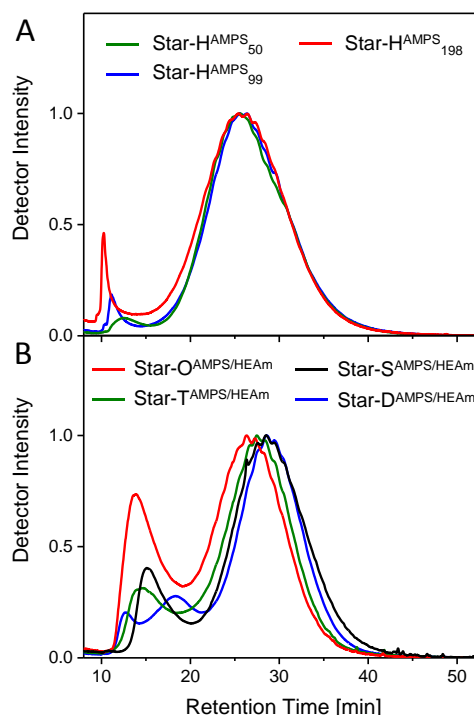 A
Star-H^AMPS_50 Star-H^AMPS_198
Star-H^AMPS_99
Detector Intensity
1.0
0.5
0.0
B
Star-O^AMPS/HEAm Star-S^AMPS/HEAm
Star-T^AMPS/HEAm Star-D^AMPS/HEAm
Detector Intensity
1.0
0.5
0.0
10 20 30 40 50
Retention Time [min]